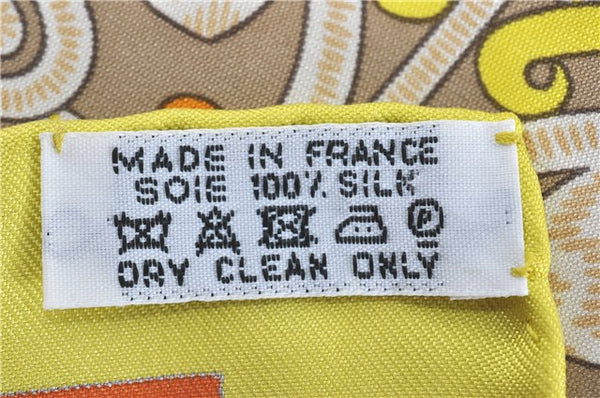 MADE IN FRANCE
SOIE 100% SILK
P
DRY CLEAN ONLY